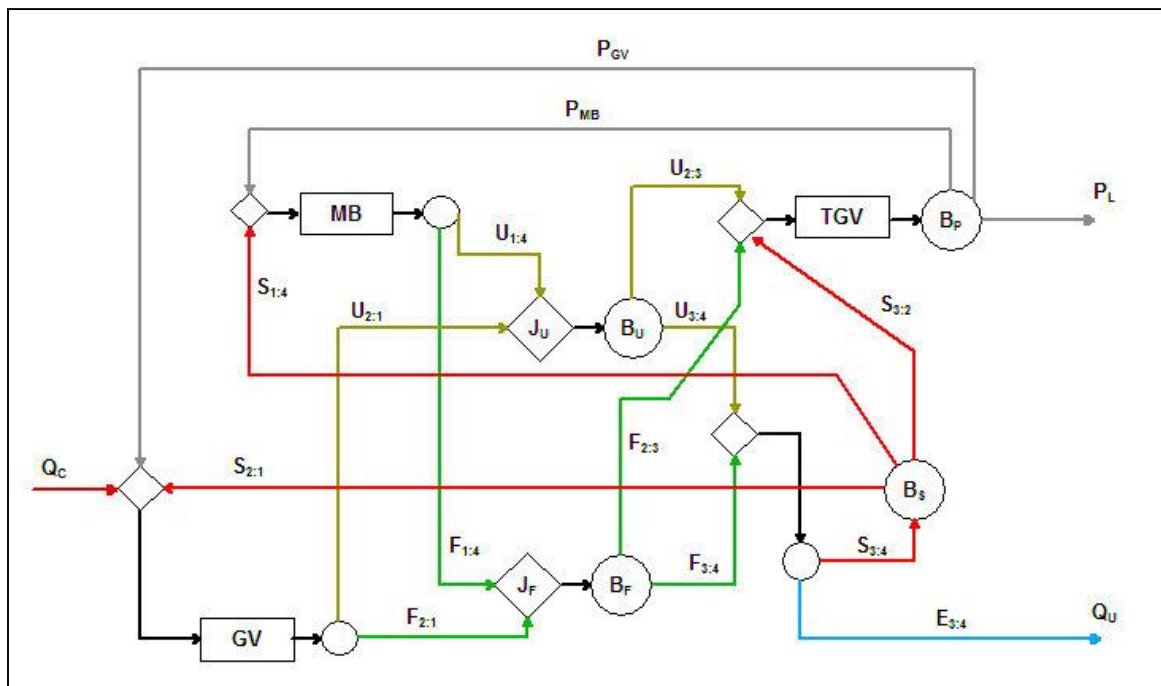 P_GV
P_MB
U_2:3
MB
TGV
B_P
P_L
U_1:4
S_1:4
U_2:1
J_U
B_U
U_3:4
S_3:2
F_2:3
Q_C
S_2:1
B_S
F_1:4
J_F
B_F
F_3:4
S_3:4
GV
F_2:1
E_3:4
Q_U